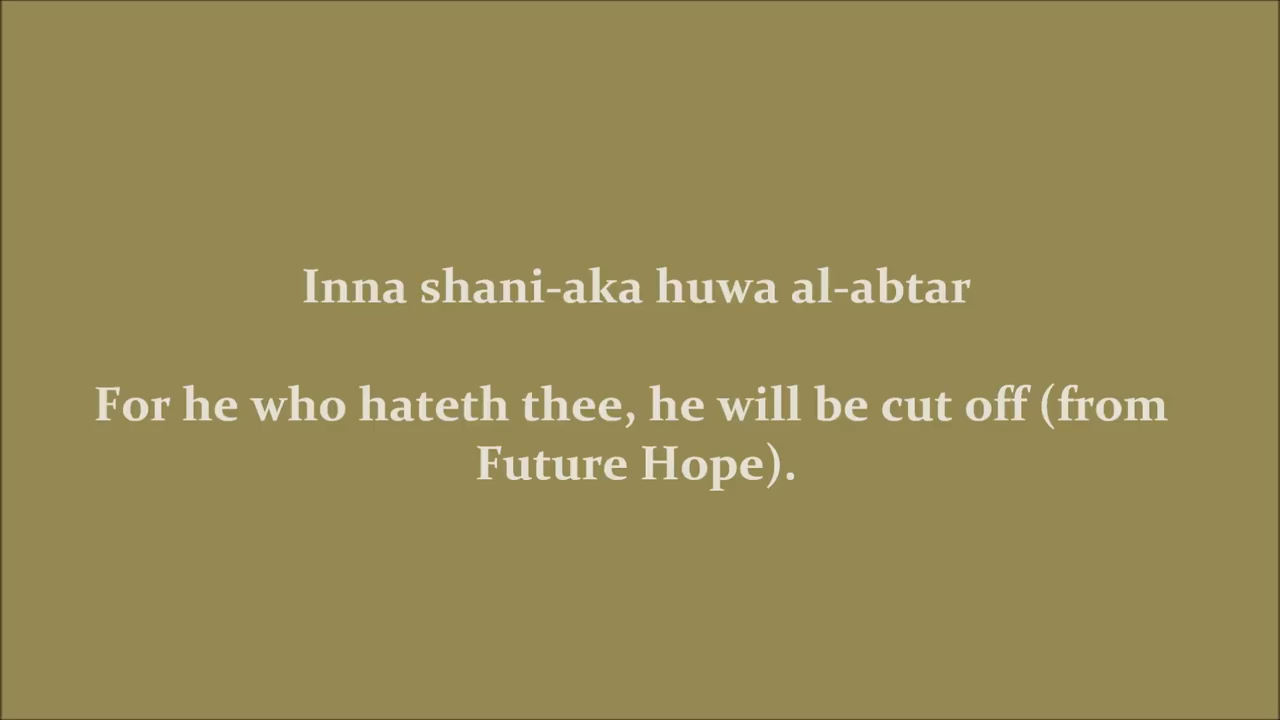 Inna shani-aka huwa al-abtar
For he who hateth thee, he will be cut off (from
Future Hope).